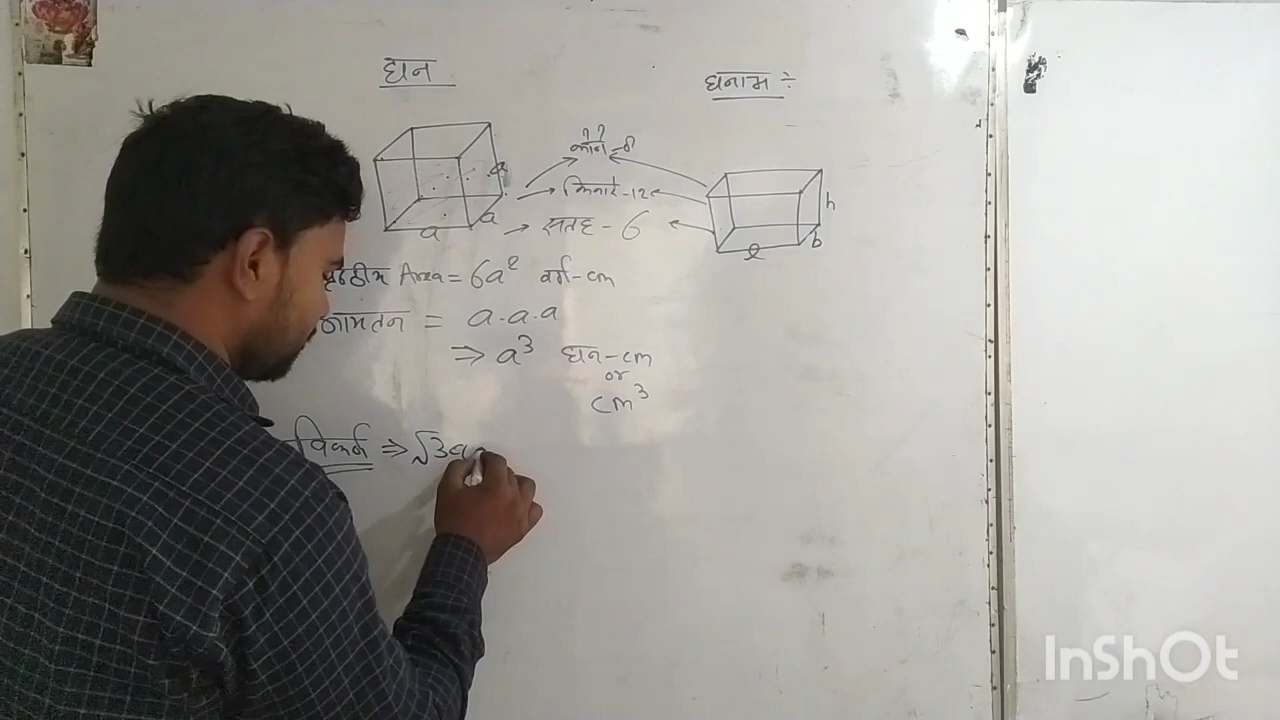 घन
घनाभ ÷
कोने = 8
किनारे - 12
सतह - 6
a
a
a
h
b
l
पृष्ठीय Area = 6a² वर्ग - cm
आयतन = a.a.a
⇒ a³ घन - cm
or
cm³
विकर्ण ⇒ √3a
InShOt